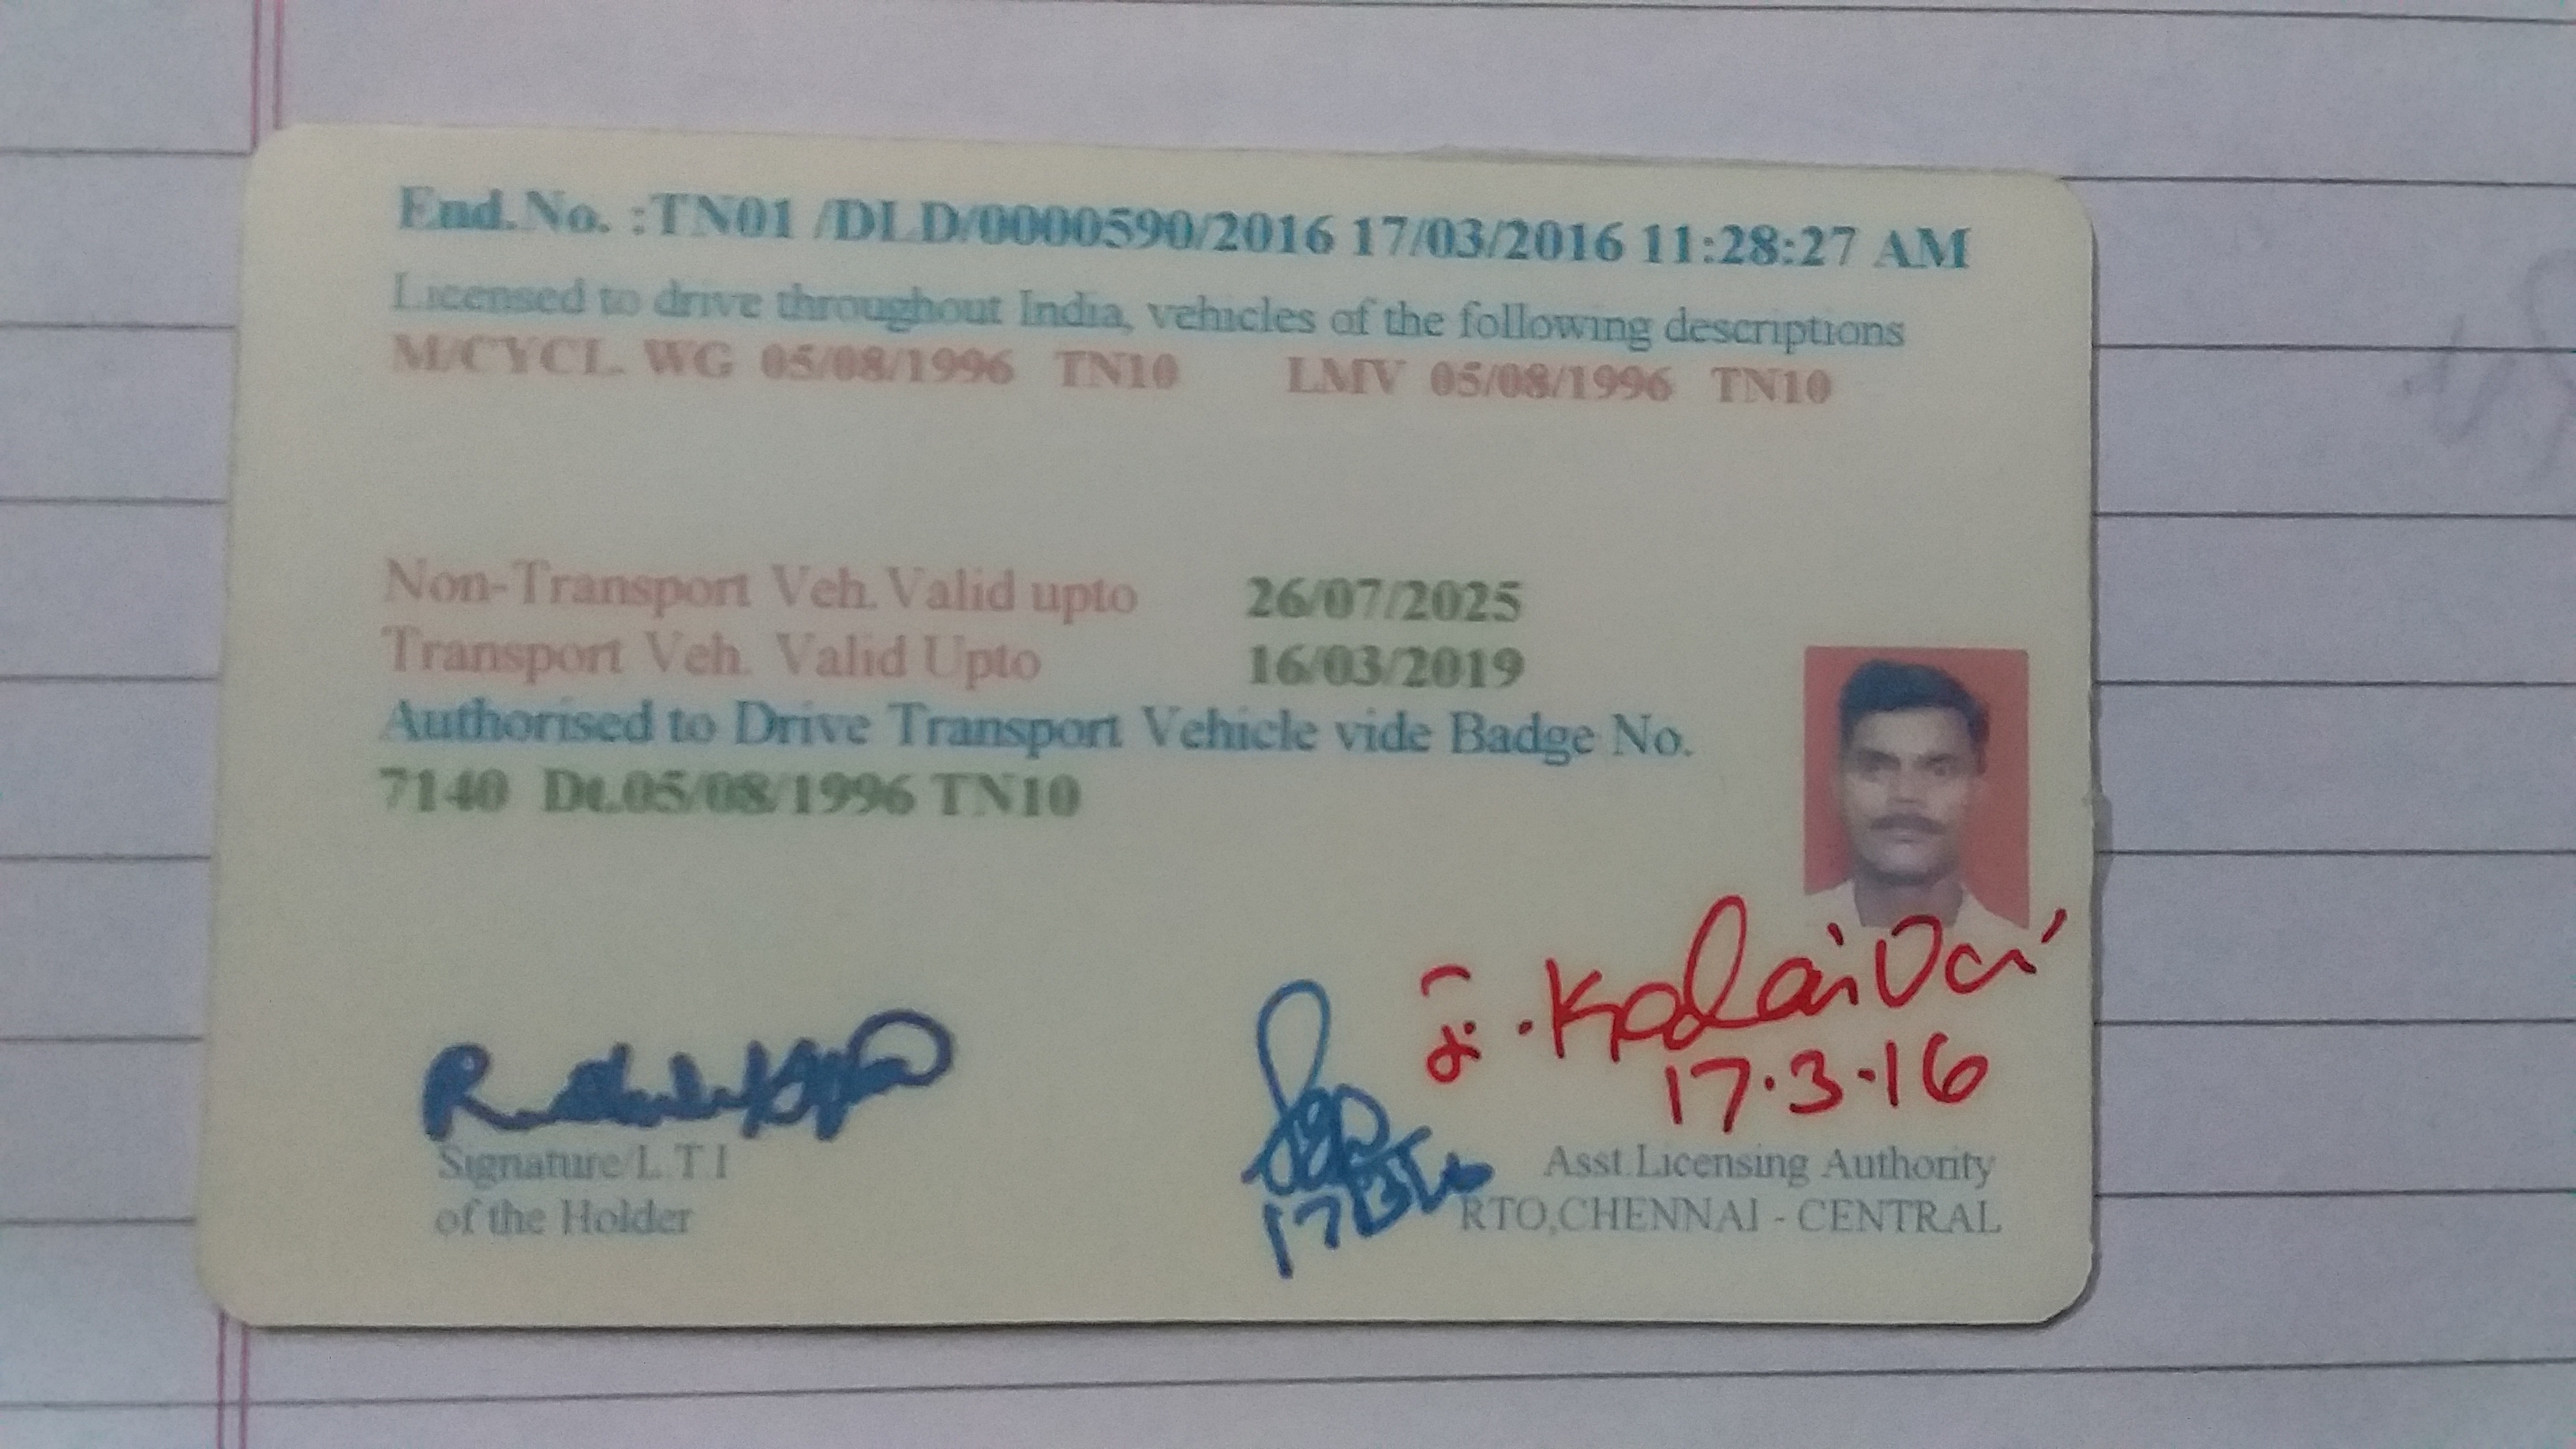 End.No. :TN01 /DLD/0000590/2016 17/03/2016 11:28:27 AM
Licensed to drive throughout India, vehicles of the following descriptions
M/CYCL. WG 05/08/1996 TN10 LMV 05/08/1996 TN10
Non-Transport Veh. Valid upto 26/07/2025
Transport Veh. Valid Upto 16/03/2019
Authorised to Drive Transport Vehicle vide Badge No.
7140 Dt.05/08/1996 TN10
17.3.16
Signature/L.T.I
of the Holder
Asst.Licensing Authority
RTO,CHENNAI - CENTRAL